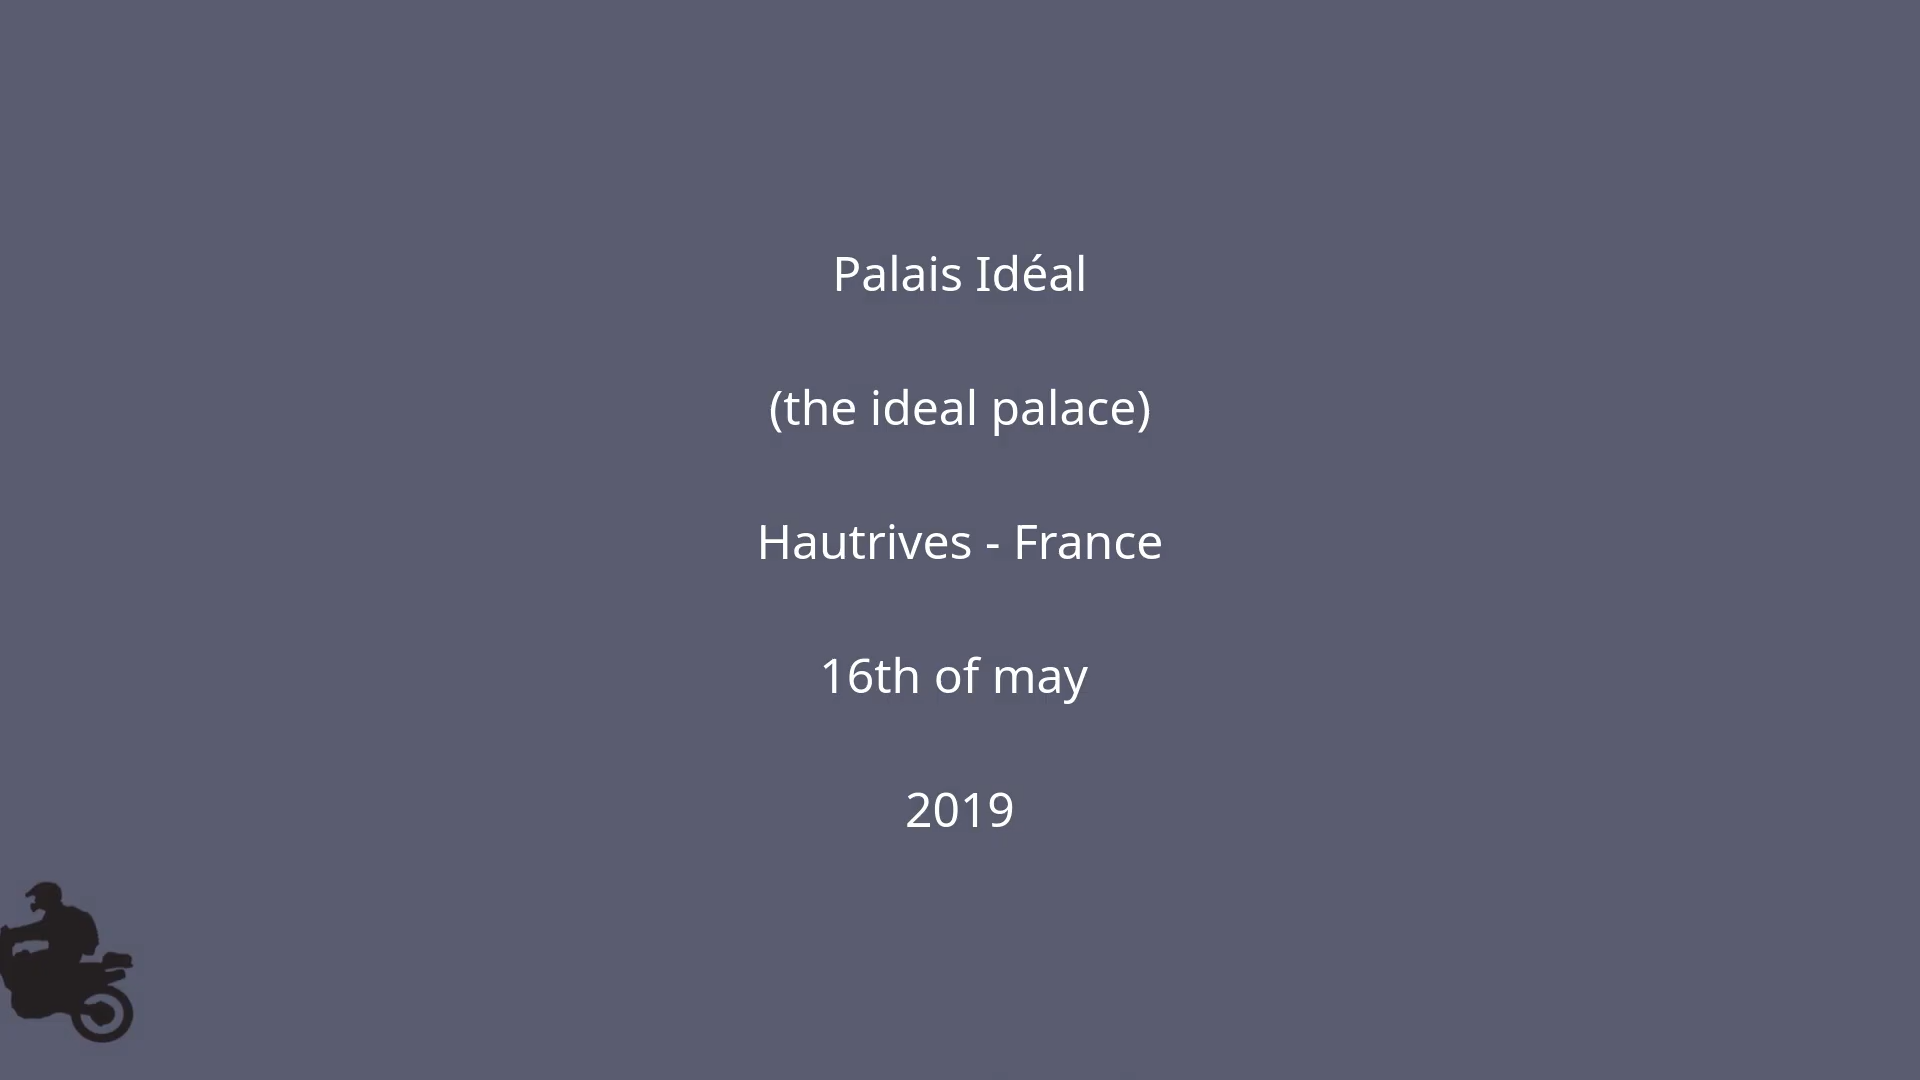 Palais Idéal
(the ideal palace)
Hautrives - France
16th of may
2019